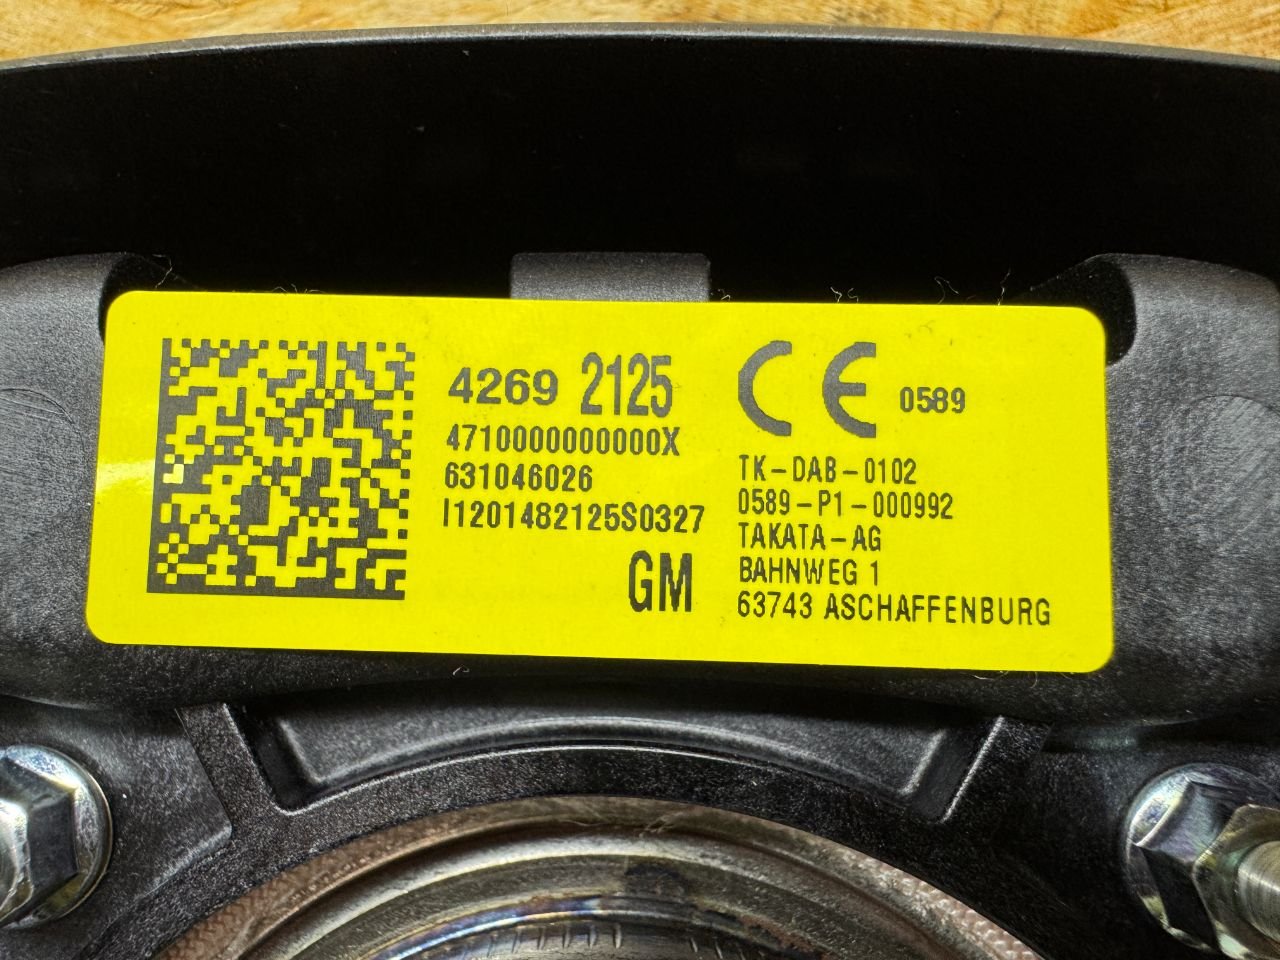 4269 2125
4710000000000X
631046026
I1201482125S0327
GM
CE 0589
TK-DAB-0102
0589-P1-000992
TAKATA-AG
BAHNWEG 1
63743 ASCHAFFENBURG